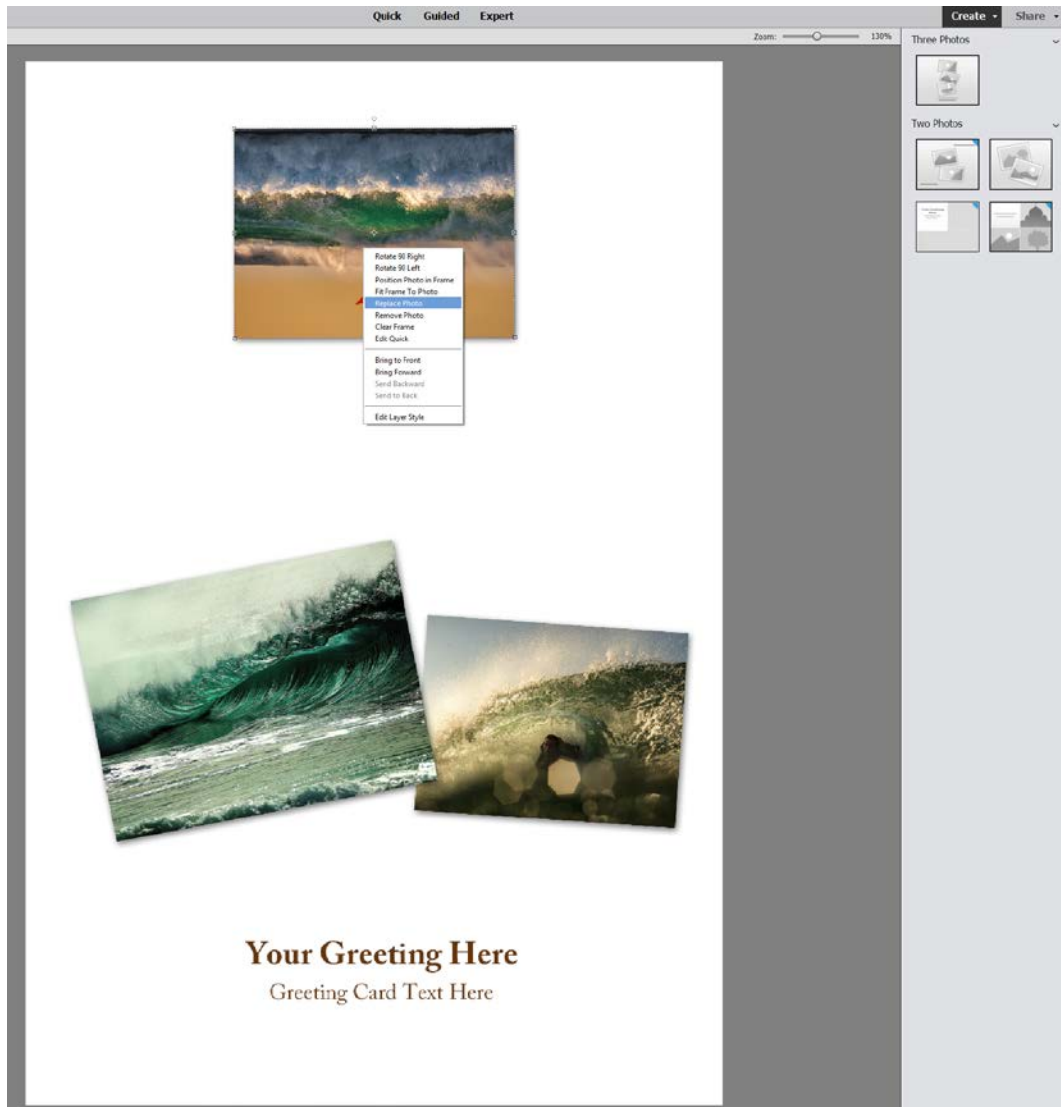 Quick Guided Expert
Create Share
Zoom: 130%
Three Photos
Two Photos
Rotate 90 Right
Rotate 90 Left
Position Photo in Frame
Fit Frame To Photo
Replace Photo
Remove Photo
Clear Frame
Edit Quick
Bring to Front
Bring Forward
Send Backward
Send to Back
Edit Layer Style
Your Greeting Here
Greeting Card Text Here